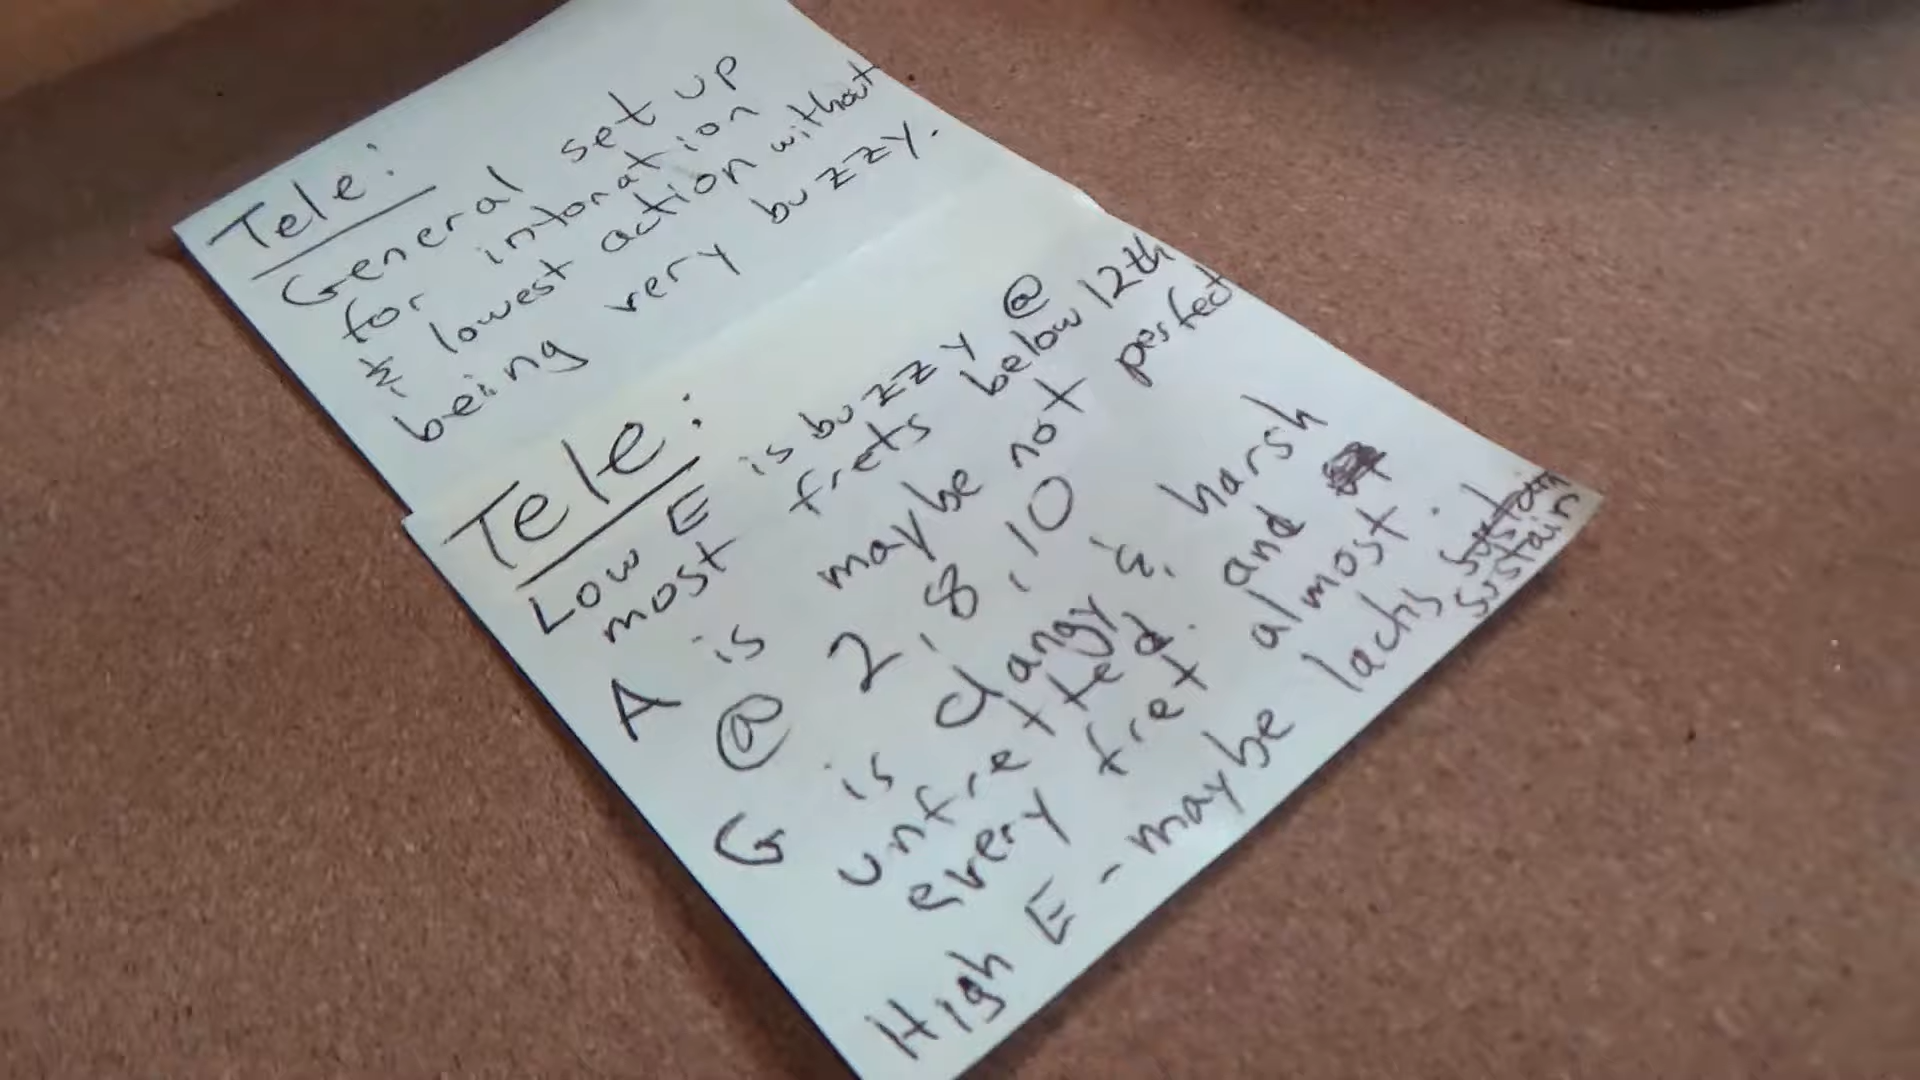 Tele:
General set up
for intonation
& lowest action without
being very buzzy.
Tele:
Low E is buzzy @
most frets below 12th
A is maybe not perfect
@ 2, 8, 10
G is dangy & harsh
unfretted. and
every fret almost.
High E - maybe lacks sustain
sustain